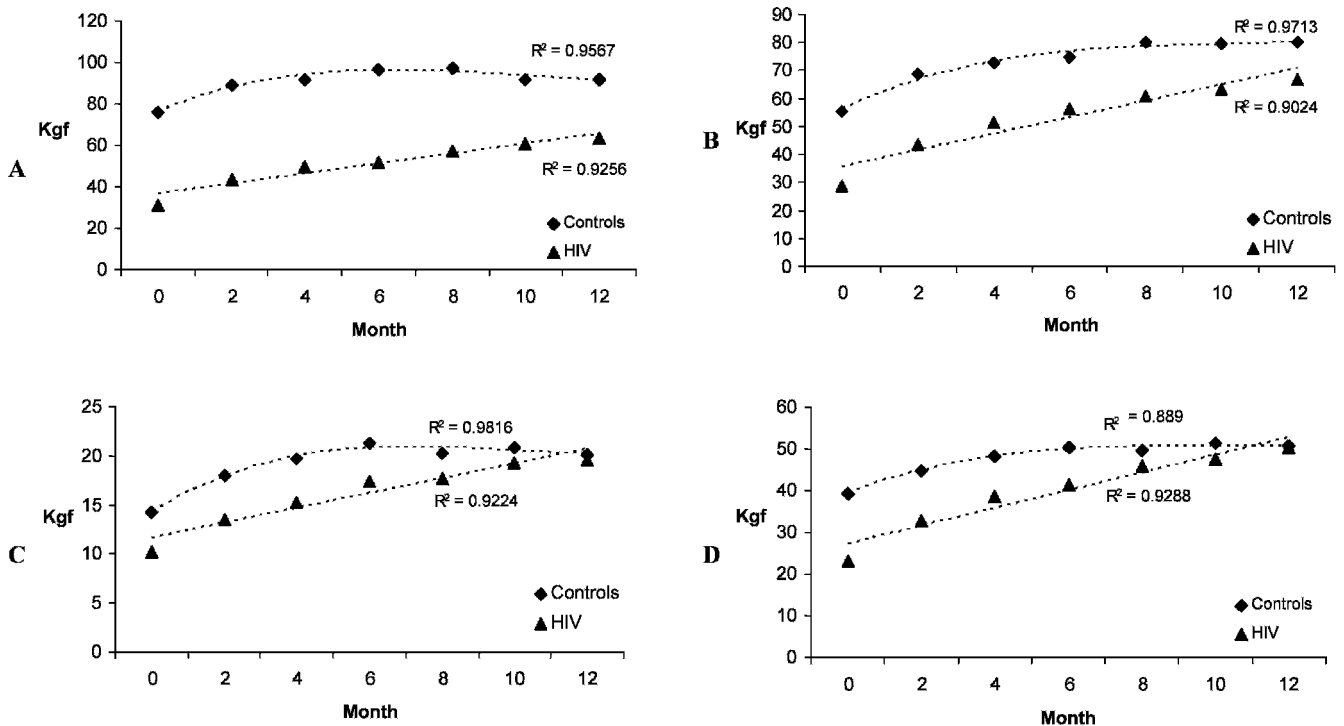 A
Kgf
120
100
80
60
40
20
0
R² = 0.9567
R² = 0.9256
Controls
HIV
0 2 4 6 8 10 12
Month
B
Kgf
90
80
70
60
50
40
30
20
10
0
R² = 0.9713
R² = 0.9024
Controls
HIV
0 2 4 6 8 10 12
Month
C
Kgf
25
20
15
10
5
0
R² = 0.9816
R² = 0.9224
Controls
HIV
0 2 4 6 8 10 12
Month
D
Kgf
60
50
40
30
20
10
0
R² = 0.889
R² = 0.9288
Controls
HIV
0 2 4 6 8 10 12
Month